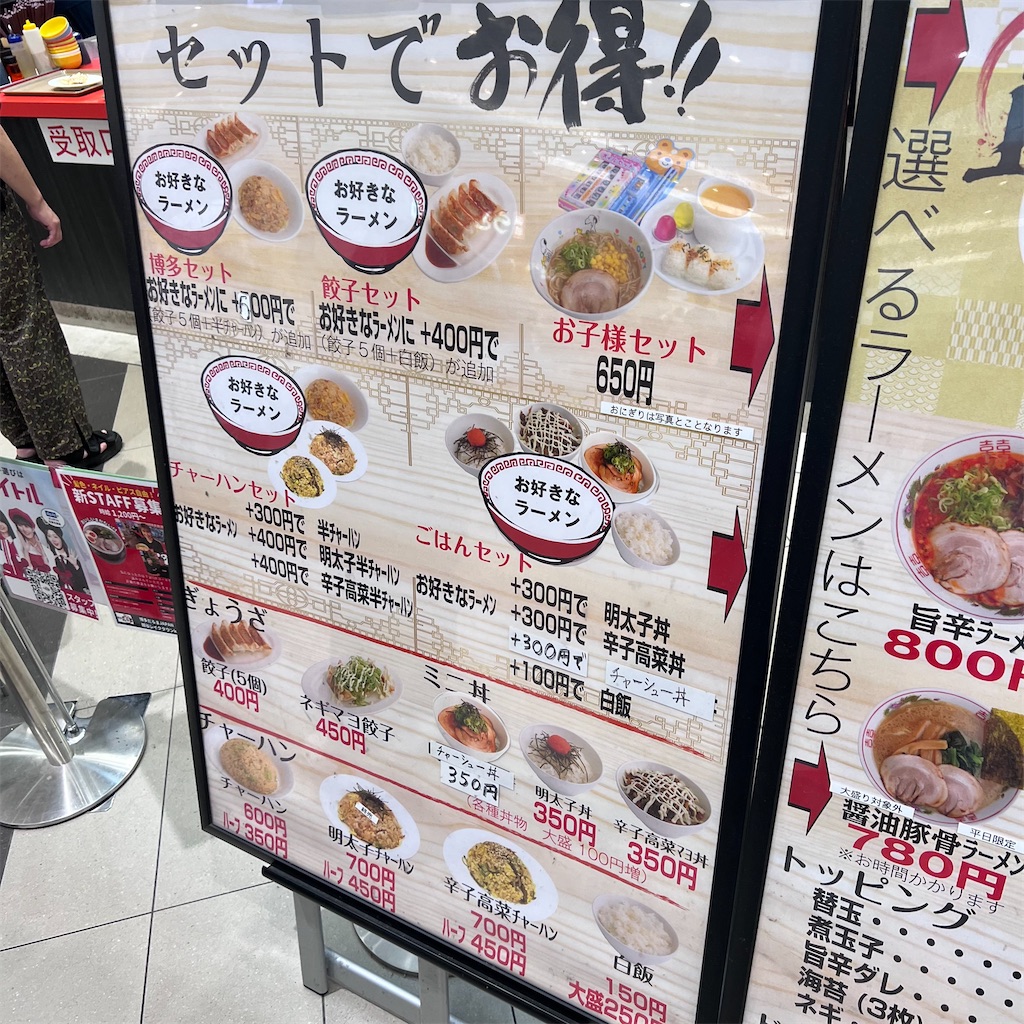 セットでお得!!
受取口
お好きな
ラーメン
博多セット
お好きなラーメンに +600円で
(餃子5個+半チャーハン)が追加
お好きな
ラーメン
餃子セット
お好きなラーメンに +400円で
(餃子5個+白飯)が追加
お子様セット
650円
おにぎりは写真とことなります
お好きな
ラーメン
チャーハンセット
お好きなラーメン
+300円で 半チャーハン
+400円で 明太子半チャーハン
+400円で 辛子高菜半チャーハン
お好きな
ラーメン
ごはんセット
お好きなラーメン
+300円で 明太子丼
+300円で 辛子高菜丼
+300円で チャーシュー丼
+100円で 白飯
ぎょうざ
餃子(5個)
400円
ネギマヨ餃子
450円
ミニ丼
チャーシュー丼
350円
明太子丼
350円
辛子高菜マヨ丼
350円
(各種丼物 大盛 100円増)
チャーハン
チャーハン
600円
ハーフ 350円
明太子チャーハン
700円
ハーフ 450円
辛子高菜チャーハン
700円
ハーフ 450円
白飯
150円
大盛250円
選べるラーメンはこちら
旨辛ラーメ
800円
大盛り対象外
醤油豚骨ラーメン
平日限定
780円
※お時間かかります
トッピング
替玉・・・・・
煮玉子・・・・
旨辛ダレ・・・
海苔(3枚)
ネギ
新STAFF募集
時給 1,200円〜
髪色・ネイル・ピアス自由!
イトル